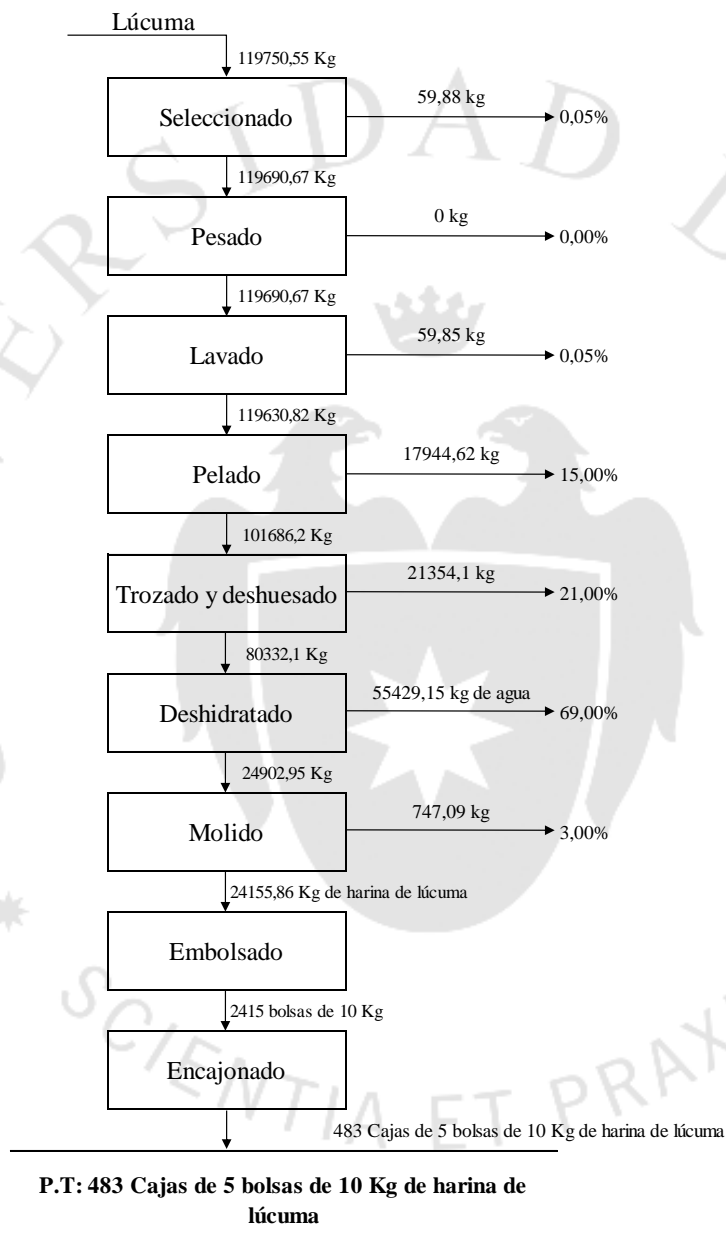 Lúcuma
119750,55 Kg
Seleccionado
59,88 kg
0,05%
119690,67 Kg
Pesado
0 kg
0,00%
119690,67 Kg
Lavado
59,85 kg
0,05%
119630,82 Kg
Pelado
17944,62 kg
15,00%
101686,2 Kg
Trozado y deshuesado
21354,1 kg
21,00%
80332,1 Kg
Deshidratado
55429,15 kg de agua
69,00%
24902,95 Kg
Molido
747,09 kg
3,00%
24155,86 Kg de harina de lúcuma
Embolsado
2415 bolsas de 10 Kg
Encajonado
483 Cajas de 5 bolsas de 10 Kg de harina de lúcuma
P.T: 483 Cajas de 5 bolsas de 10 Kg de harina de
lúcuma
SCIENTIA ET PRAX
ERSIDAD